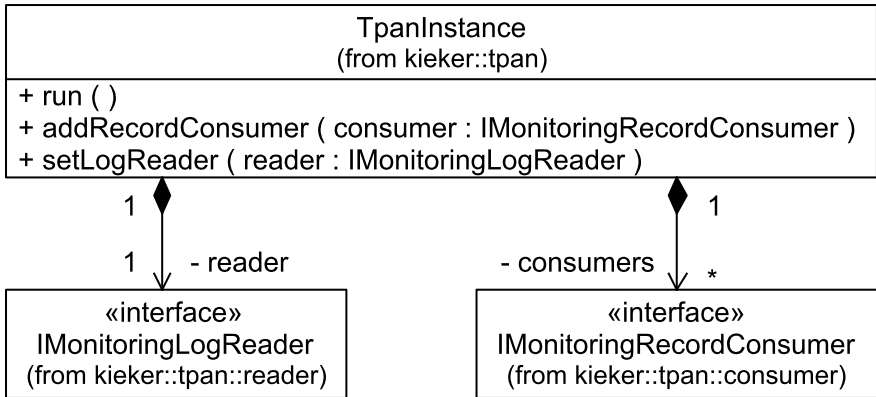 TpanInstance
(from kieker::tpan)
+ run ( )
+ addRecordConsumer ( consumer : IMonitoringRecordConsumer )
+ setLogReader ( reader : IMonitoringLogReader )
1
1
1 - reader
- consumers *
«interface»
IMonitoringLogReader
(from kieker::tpan::reader)
«interface»
IMonitoringRecordConsumer
(from kieker::tpan::consumer)